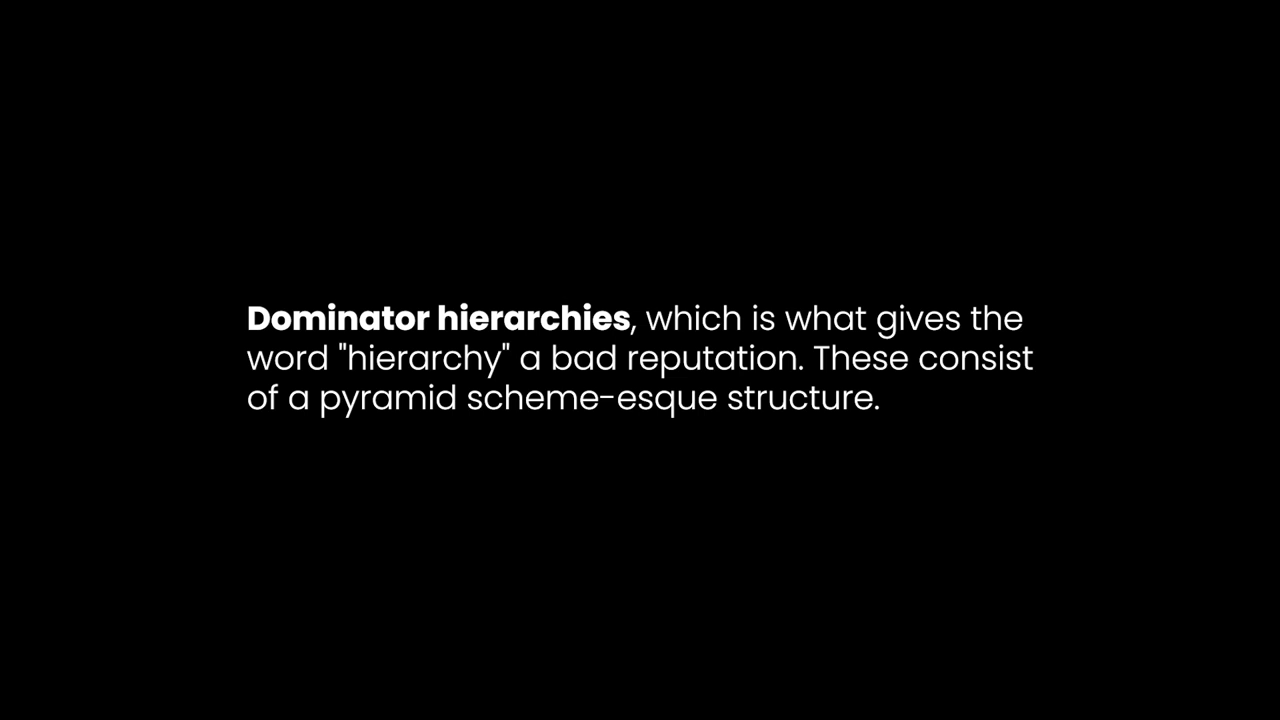 Dominator hierarchies, which is what gives the
word "hierarchy" a bad reputation. These consist
of a pyramid scheme-esque structure.